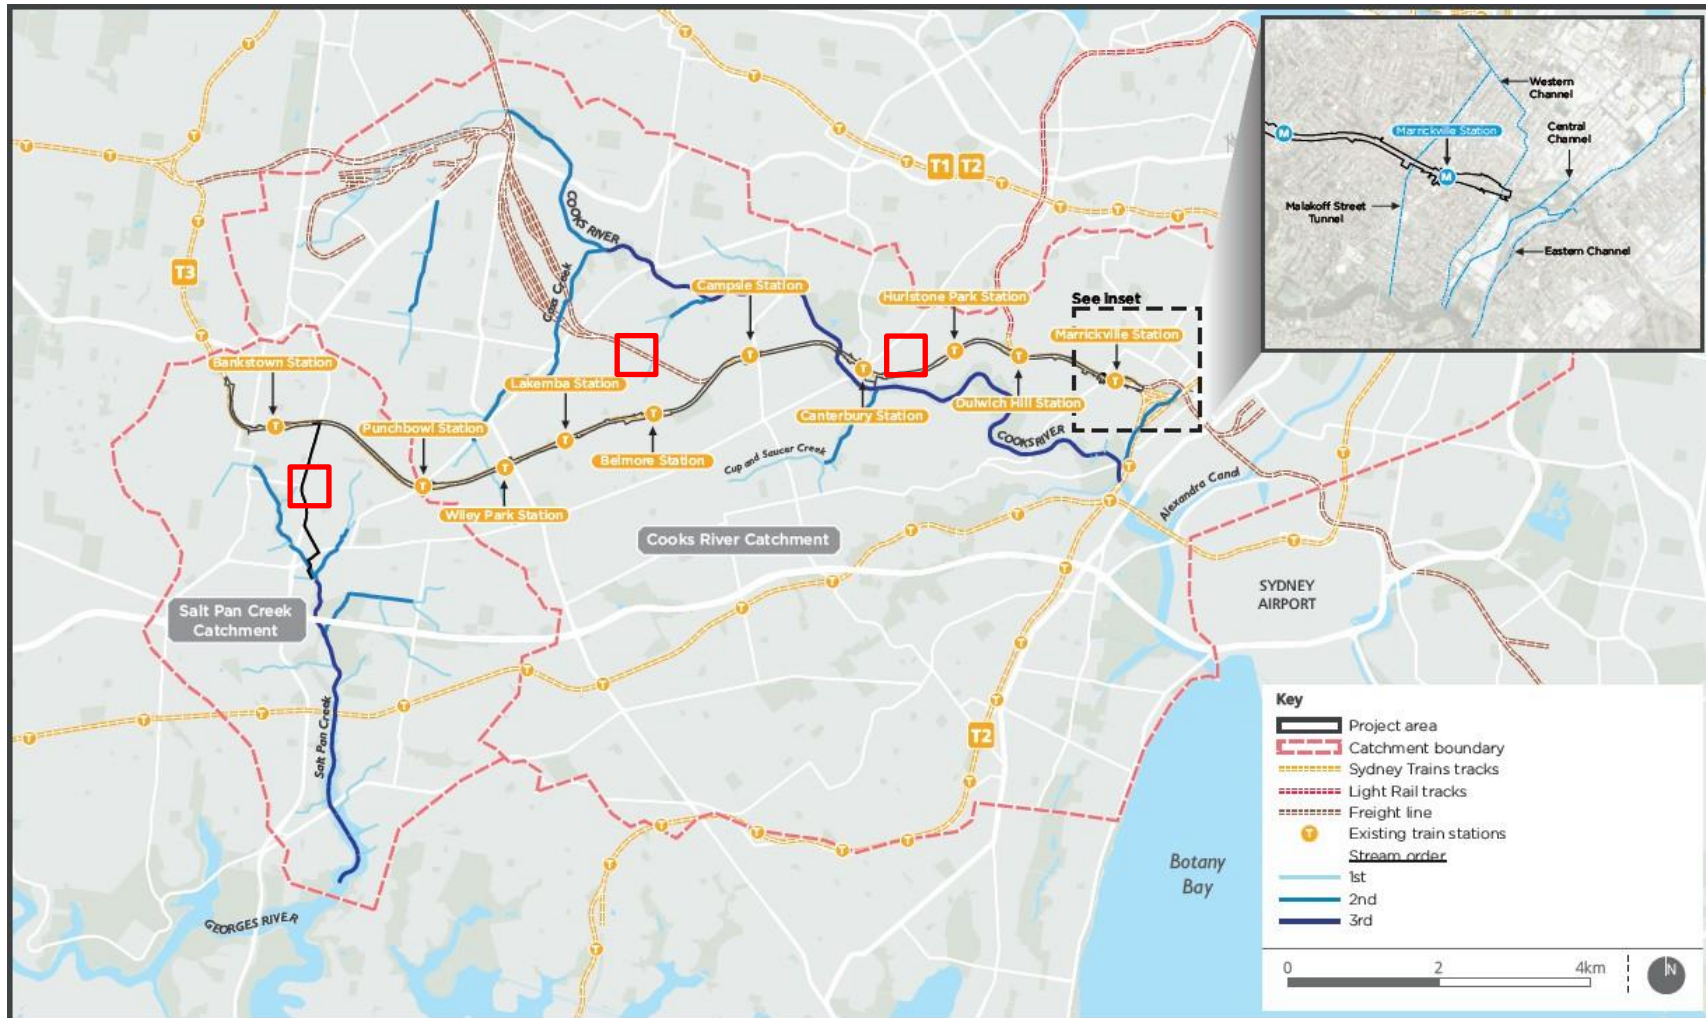 T1 T2
T3
COOKS RIVER
Coxs Creek
Campsie Station
Hurlstone Park Station
See Inset
Marrickville Station
Bankstown Station
Lakemba Station
Punchbowl Station
Canterbury Station
Dulwich Hill Station
Belmore Station
COOKS RIVER
Cup and Saucer Creek
Wiley Park Station
Alexandra Canal
Cooks River Catchment
SYDNEY
AIRPORT
Salt Pan Creek
Catchment
Salt Pan Creek
T2
Botany
Bay
GEORGES RIVER
Western
Channel
Marrickville Station
Central
Channel
M
M
Malakoff Street
Tunnel
Eastern Channel
Key
Project area
Catchment boundary
Sydney Trains tracks
Light Rail tracks
Freight line
T Existing train stations
Stream order
1st
2nd
3rd
0 2 4km
N